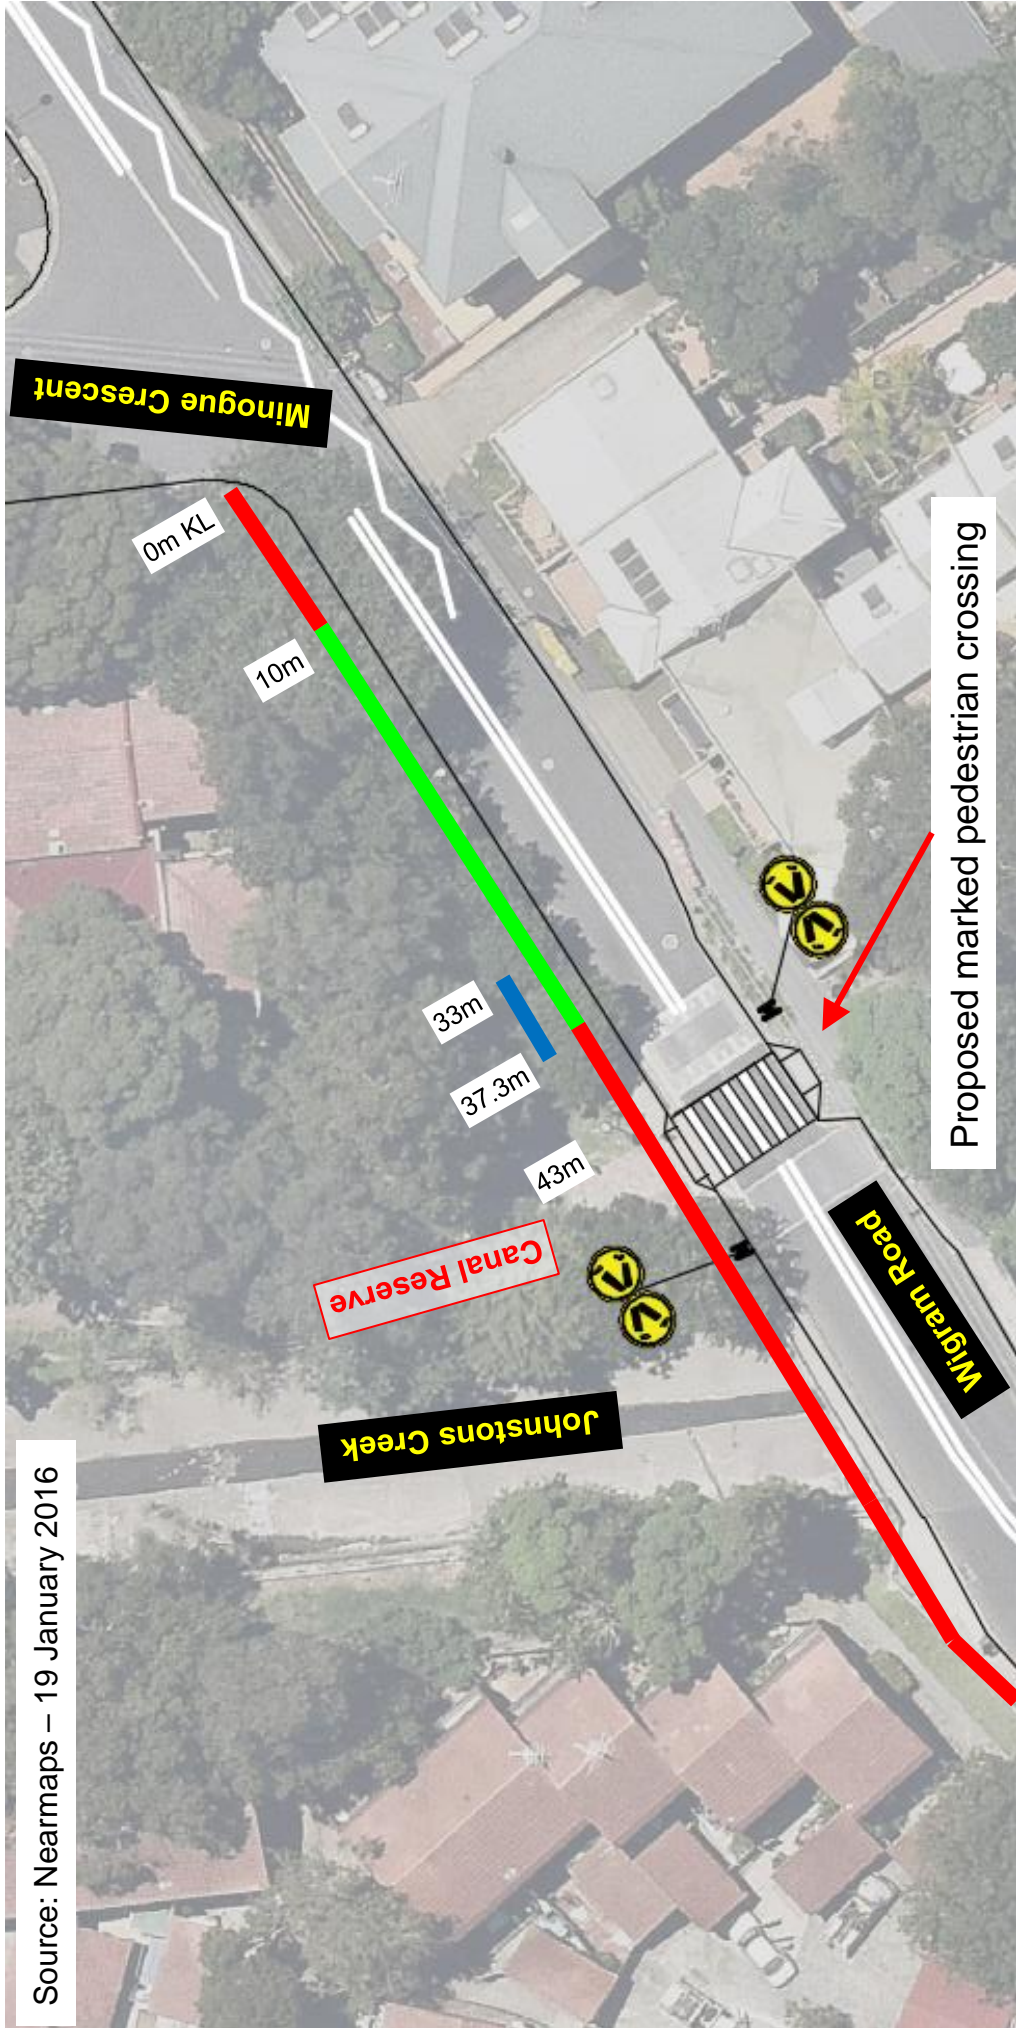 Source: Nearmaps – 19 January 2016
Minogue Crescent
0m KL
10m
33m
37.3m
43m
Canal Reserve
Johnstons Creek
Wigram Road
Proposed marked pedestrian crossing